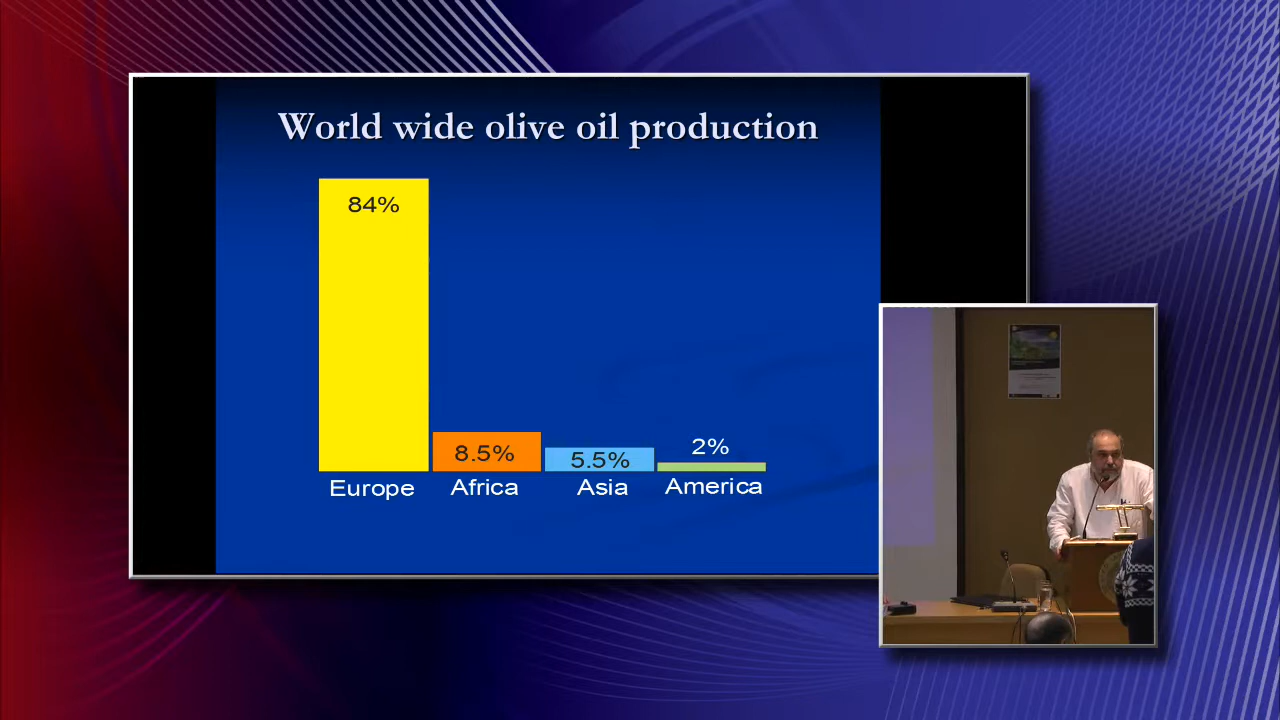 World wide olive oil production
84%
8.5%
5.5%
2%
Europe
Africa
Asia
America